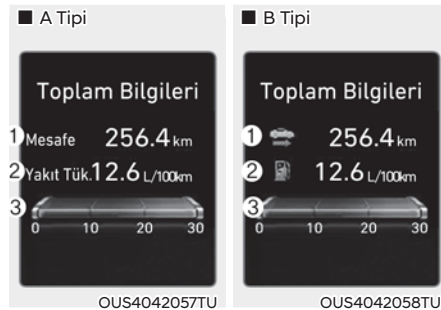 ■ A Tipi
Toplam Bilgileri
1 Mesafe 256.4 km
2 Yakıt Tük. 12.6 L/100km
3
0 10 20 30
OUS4042057TU
■ B Tipi
Toplam Bilgileri
1 256.4 km
2 12.6 L/100km
3
0 10 20 30
OUS4042058TU